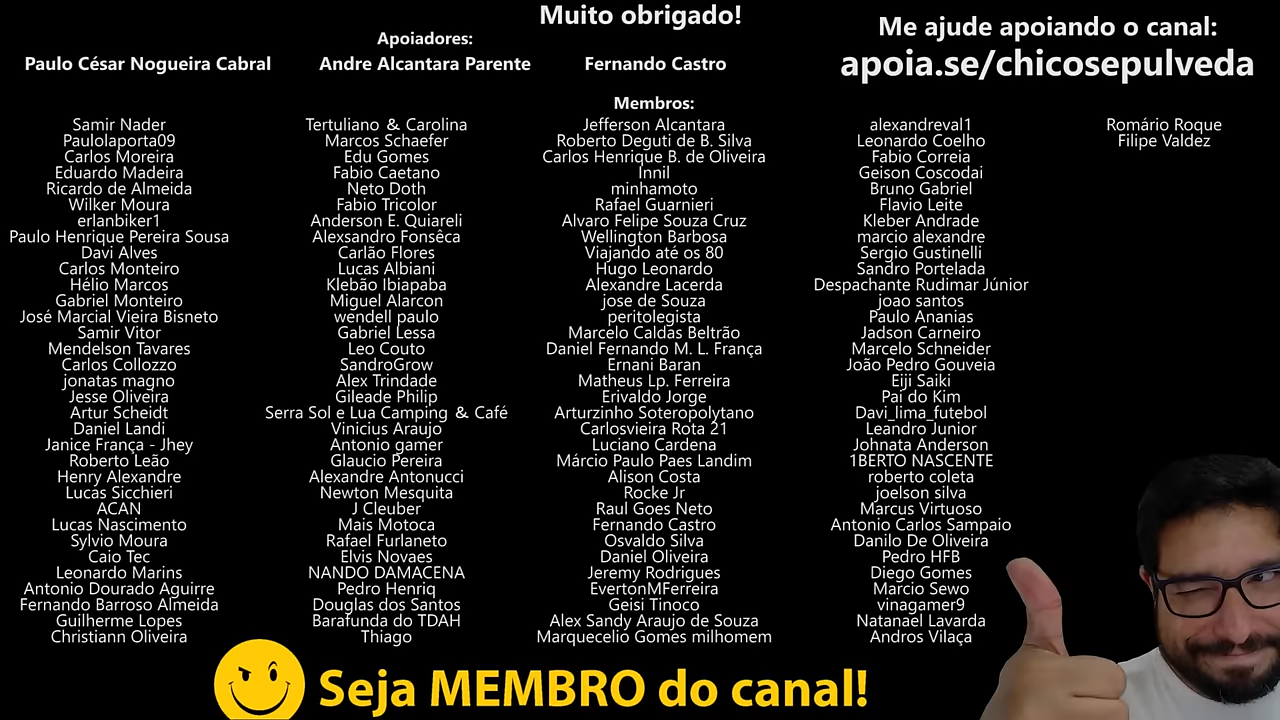 Muito obrigado!
Apoiadores:
Paulo César Nogueira Cabral
Andre Alcantara Parente
Fernando Castro
Me ajude apoiando o canal:
apoia.se/chicosepulveda
Membros:
Samir Nader
Paulolaporta09
Carlos Moreira
Eduardo Madeira
Ricardo de Almeida
Wilker Moura
erlanbiker1
Paulo Henrique Pereira Sousa
Davi Alves
Carlos Monteiro
Hélio Marcos
Gabriel Monteiro
José Marcial Vieira Bisneto
Samir Vitor
Mendelson Tavares
Carlos Collozzo
jonatas magno
Jesse Oliveira
Artur Scheidt
Daniel Landi
Janice França - Jhey
Roberto Leão
Henry Alexandre
Lucas Sicchieri
ACAN
Lucas Nascimento
Sylvio Moura
Caio Tec
Leonardo Marins
Antonio Dourado Aguirre
Fernando Barroso Almeida
Guilherme Lopes
Christiann Oliveira
Tertuliano & Carolina
Marcos Schaefer
Edu Gomes
Fabio Caetano
Neto Doth
Fabio Tricolor
Anderson E. Quiareli
Alexsandro Fonsêca
Carlão Flores
Lucas Albiani
Klebão Ibiapaba
Miguel Alarcon
wendell paulo
Gabriel Lessa
Leo Couto
SandroGrow
Alex Trindade
Gileade Philip
Serra Sol e Lua Camping & Café
Vinicius Araujo
Antonio gamer
Glaucio Pereira
Alexandre Antonucci
Newton Mesquita
J Cleuber
Mais Motoca
Rafael Furlaneto
Elvis Novaes
NANDO DAMACENA
Pedro Henriq
Douglas dos Santos
Barafunda do TDAH
Thiago
Jefferson Alcantara
Roberto Deguti de B. Silva
Carlos Henrique B. de Oliveira
Innil
minhamoto
Rafael Guarnieri
Alvaro Felipe Souza Cruz
Wellington Barbosa
Viajando até os 80
Hugo Leonardo
Alexandre Lacerda
jose de Souza
peritolegista
Marcelo Caldas Beltrão
Daniel Fernando M. L. França
Ernani Baran
Matheus Lp. Ferreira
Erivaldo Jorge
Arturzinho Soteropolytano
Carlosvieira Rota 21
Luciano Cardena
Márcio Paulo Paes Landim
Alison Costa
Rocke Jr
Raul Goes Neto
Fernando Castro
Osvaldo Silva
Daniel Oliveira
Jeremy Rodrigues
EvertonMFerreira
Geisi Tinoco
Alex Sandy Araujo de Souza
Marquecelio Gomes milhomem
alexandreval1
Leonardo Coelho
Fabio Correia
Geison Coscodai
Bruno Gabriel
Flavio Leite
Kleber Andrade
marcio alexandre
Sergio Gustinelli
Sandro Portelada
Despachante Rudimar Júnior
joao santos
Paulo Ananias
Jadson Carneiro
Marcelo Schneider
João Pedro Gouveia
Eiji Saiki
Pai do Kim
Davi_lima_futebol
Leandro Junior
Johnata Anderson
1BERTO NASCENTE
roberto coleta
joelson silva
Marcus Virtuoso
Antonio Carlos Sampaio
Danilo De Oliveira
Pedro HFB
Diego Gomes
Marcio Sewo
vinagamer9
Natanael Lavarda
Andros Vilaça
Romário Roque
Filipe Valdez
Seja MEMBRO do canal!